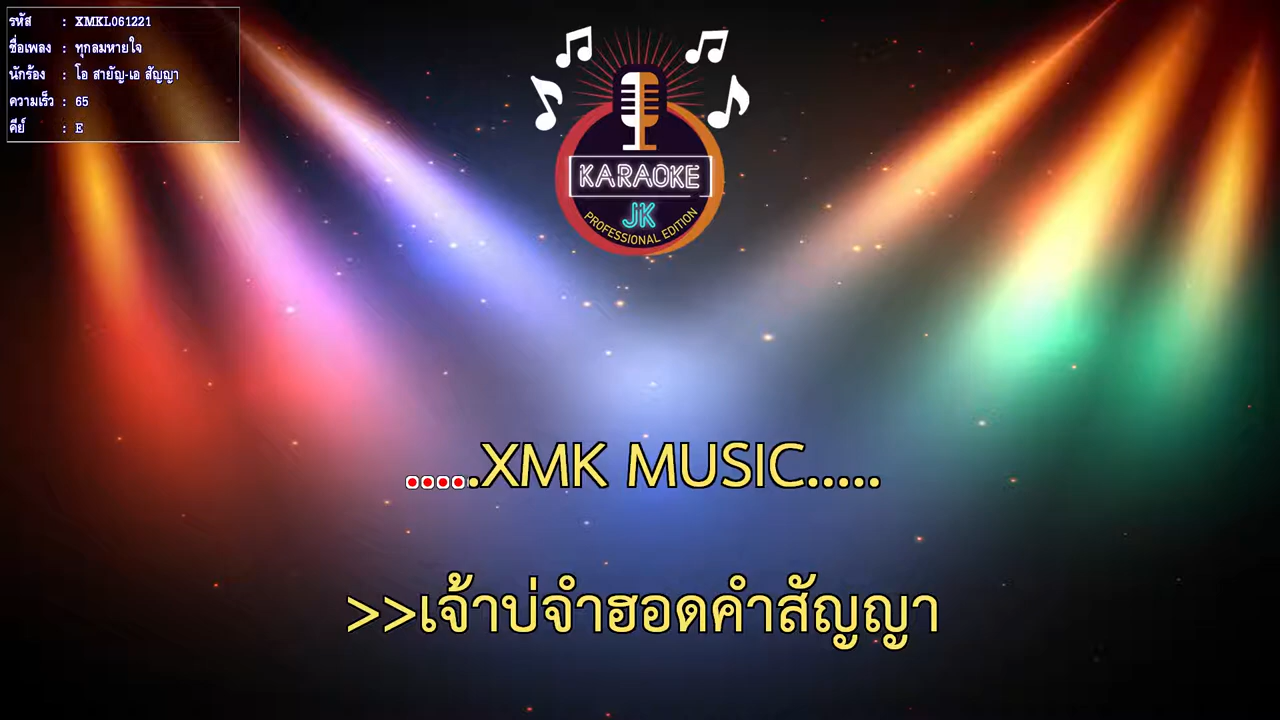 รหัส : XMKL061221
ชื่อเพลง : ทุกลมหายใจ
นักร้อง : โอ สายัญ-เอ สัญญา
ความเร็ว : 65
คีย์ : E
KARAOKE
JK
PROFESSIONAL EDITION
.....XMK MUSIC.....
>>เจ้าบ่จำฮอดคำสัญญา